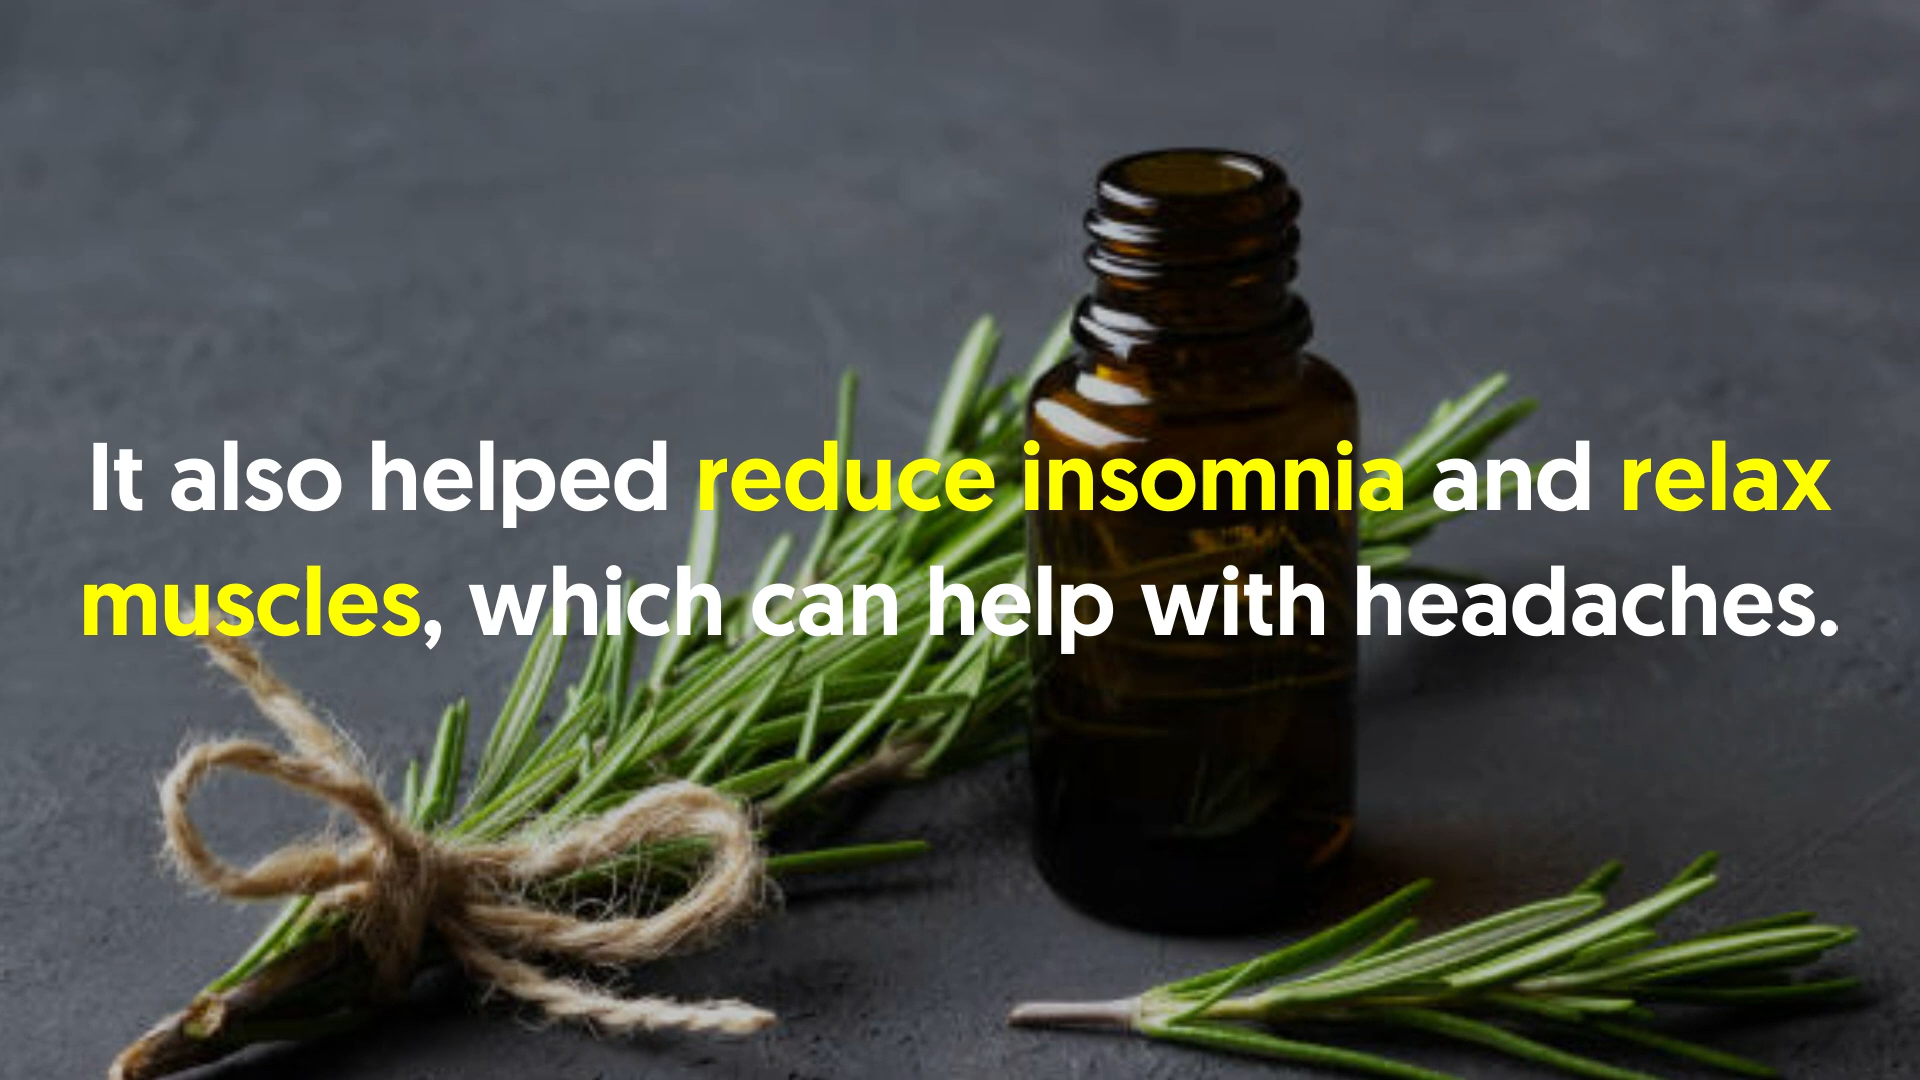 It also helped reduce insomnia and relax
muscles, which can help with headaches.